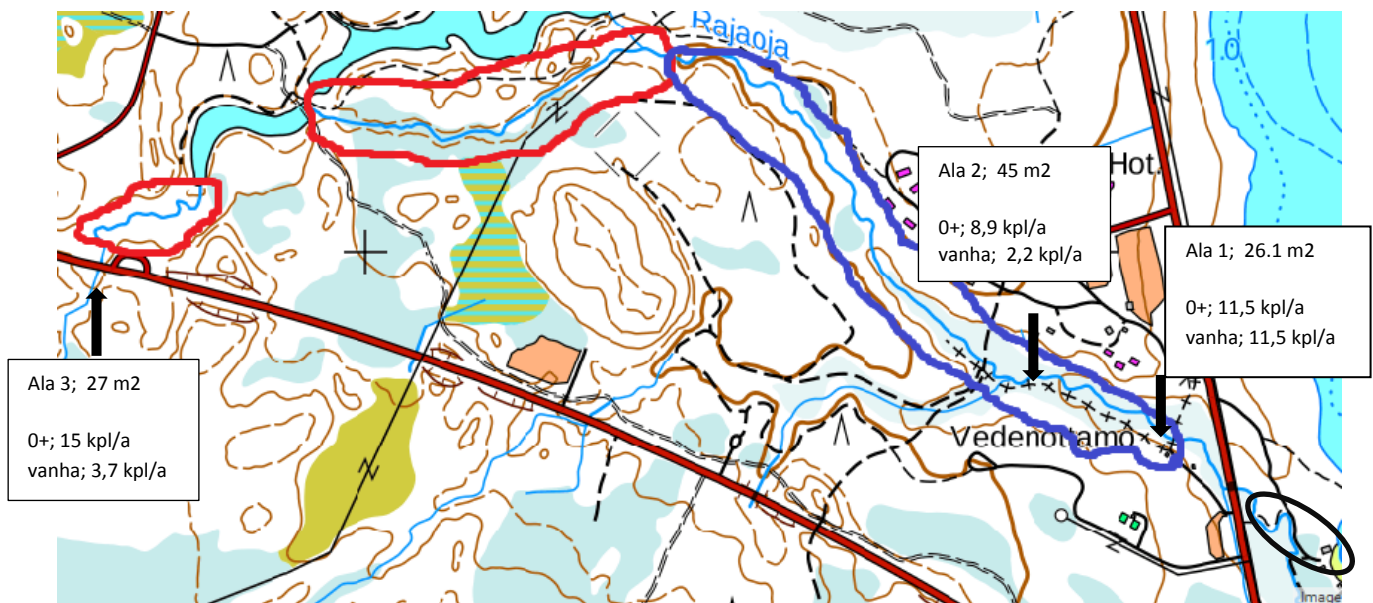 Rajaoja
1.0
Hot.
Ala 2; 45 m2
0+; 8,9 kpl/a
vanha; 2,2 kpl/a
Ala 1; 26.1 m2
0+; 11,5 kpl/a
vanha; 11,5 kpl/a
Ala 3; 27 m2
0+; 15 kpl/a
vanha; 3,7 kpl/a
Vedenottamo
Image